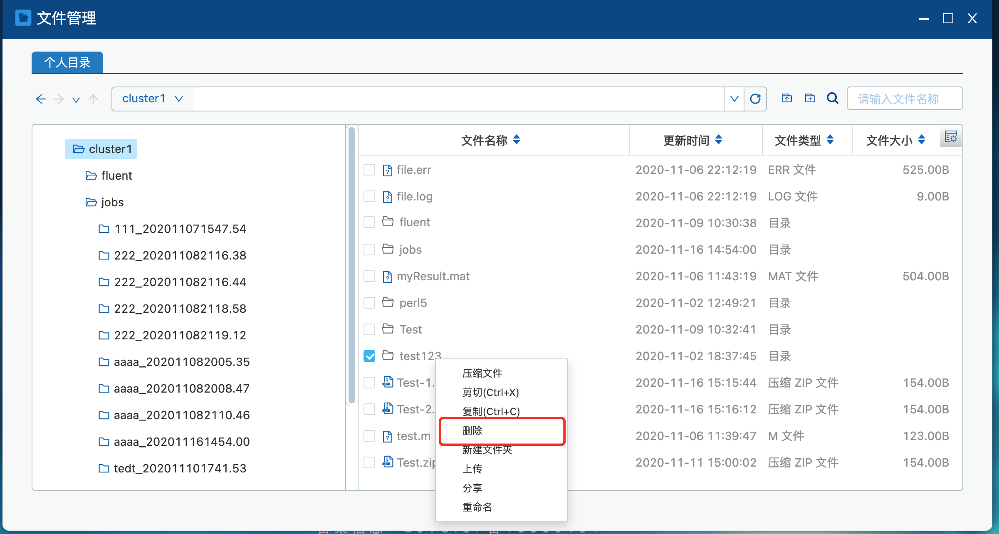 文件管理
个人目录
cluster1
请输入文件名称
cluster1
fluent
jobs
111_202011071547.54
222_202011082116.38
222_202011082116.44
222_202011082118.58
222_202011082119.12
aaaa_202011082005.35
aaaa_202011082008.47
aaaa_202011082110.46
aaaa_202011161454.00
tedt_202011101741.53
文件名称 更新时间 文件类型 文件大小
file.err 2020-11-06 22:12:19 ERR 文件 525.00B
file.log 2020-11-06 22:12:19 LOG 文件 9.00B
fluent 2020-11-09 10:30:38 目录
jobs 2020-11-16 14:54:00 目录
myResult.mat 2020-11-06 11:43:19 MAT 文件 504.00B
perl5 2020-11-02 12:49:21 目录
Test 2020-11-09 10:32:41 目录
test123 2020-11-02 18:37:45 目录
Test-1. 2020-11-16 15:15:44 压缩 ZIP 文件 154.00B
Test-2. 2020-11-16 15:16:12 压缩 ZIP 文件 154.00B
test.m 2020-11-06 11:39:47 M 文件 123.00B
Test.zip 2020-11-11 15:00:02 压缩 ZIP 文件 154.00B
压缩文件
剪切(Ctrl+X)
复制(Ctrl+C)
删除
新建文件夹
上传
分享
重命名